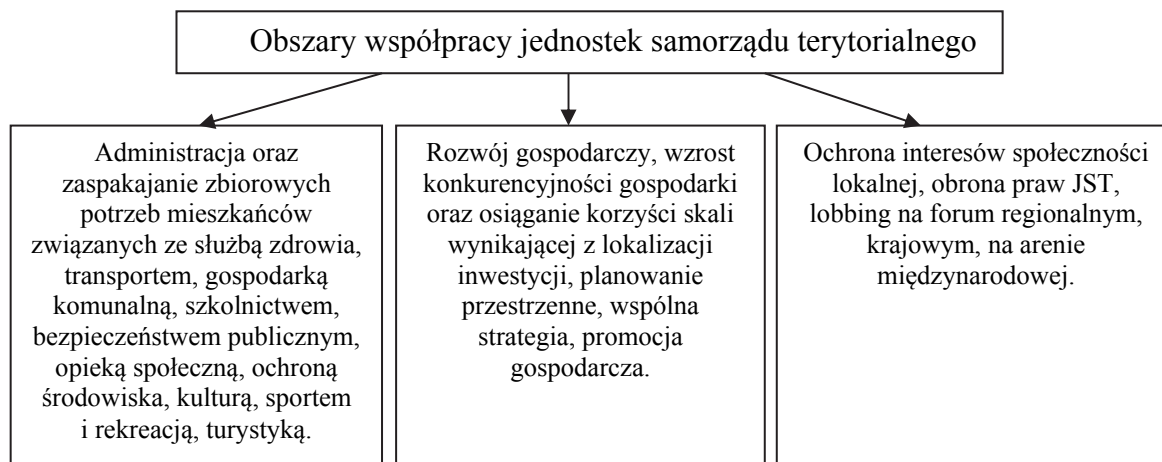 Obszary współpracy jednostek samorządu terytorialnego
Administracja oraz
zaspakajanie zbiorowych
potrzeb mieszkańców
związanych ze służbą zdrowia,
transportem, gospodarką
komunalną, szkolnictwem,
bezpieczeństwem publicznym,
opieką społeczną, ochroną
środowiska, kulturą, sportem
i rekreacją, turystyką.
Rozwój gospodarczy, wzrost
konkurencyjności gospodarki
oraz osiąganie korzyści skali
wynikającej z lokalizacji
inwestycji, planowanie
przestrzenne, wspólna
strategia, promocja
gospodarcza.
Ochrona interesów społeczności
lokalnej, obrona praw JST,
lobbing na forum regionalnym,
krajowym, na arenie
międzynarodowej.